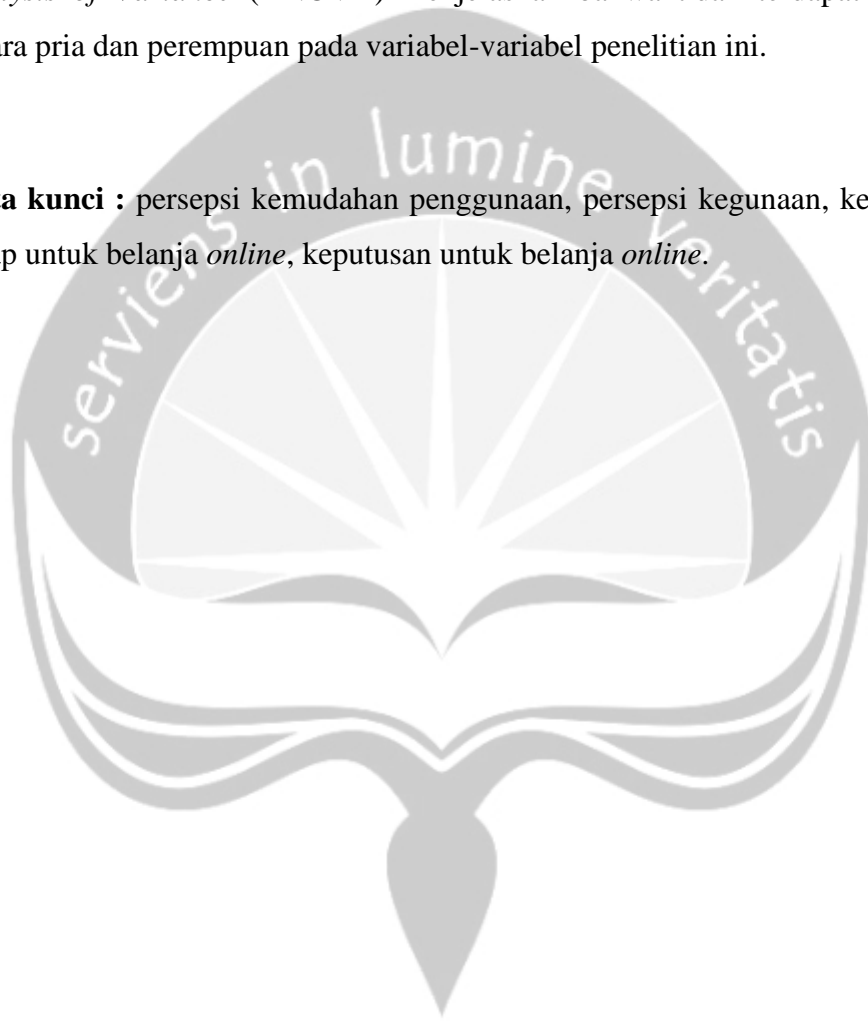 ara pria dan perempuan pada variabel-variabel penelitian ini.
serviens in lumine veritatis
a kunci : persepsi kemudahan penggunaan, persepsi kegunaan, ke
p untuk belanja online, keputusan untuk belanja online.